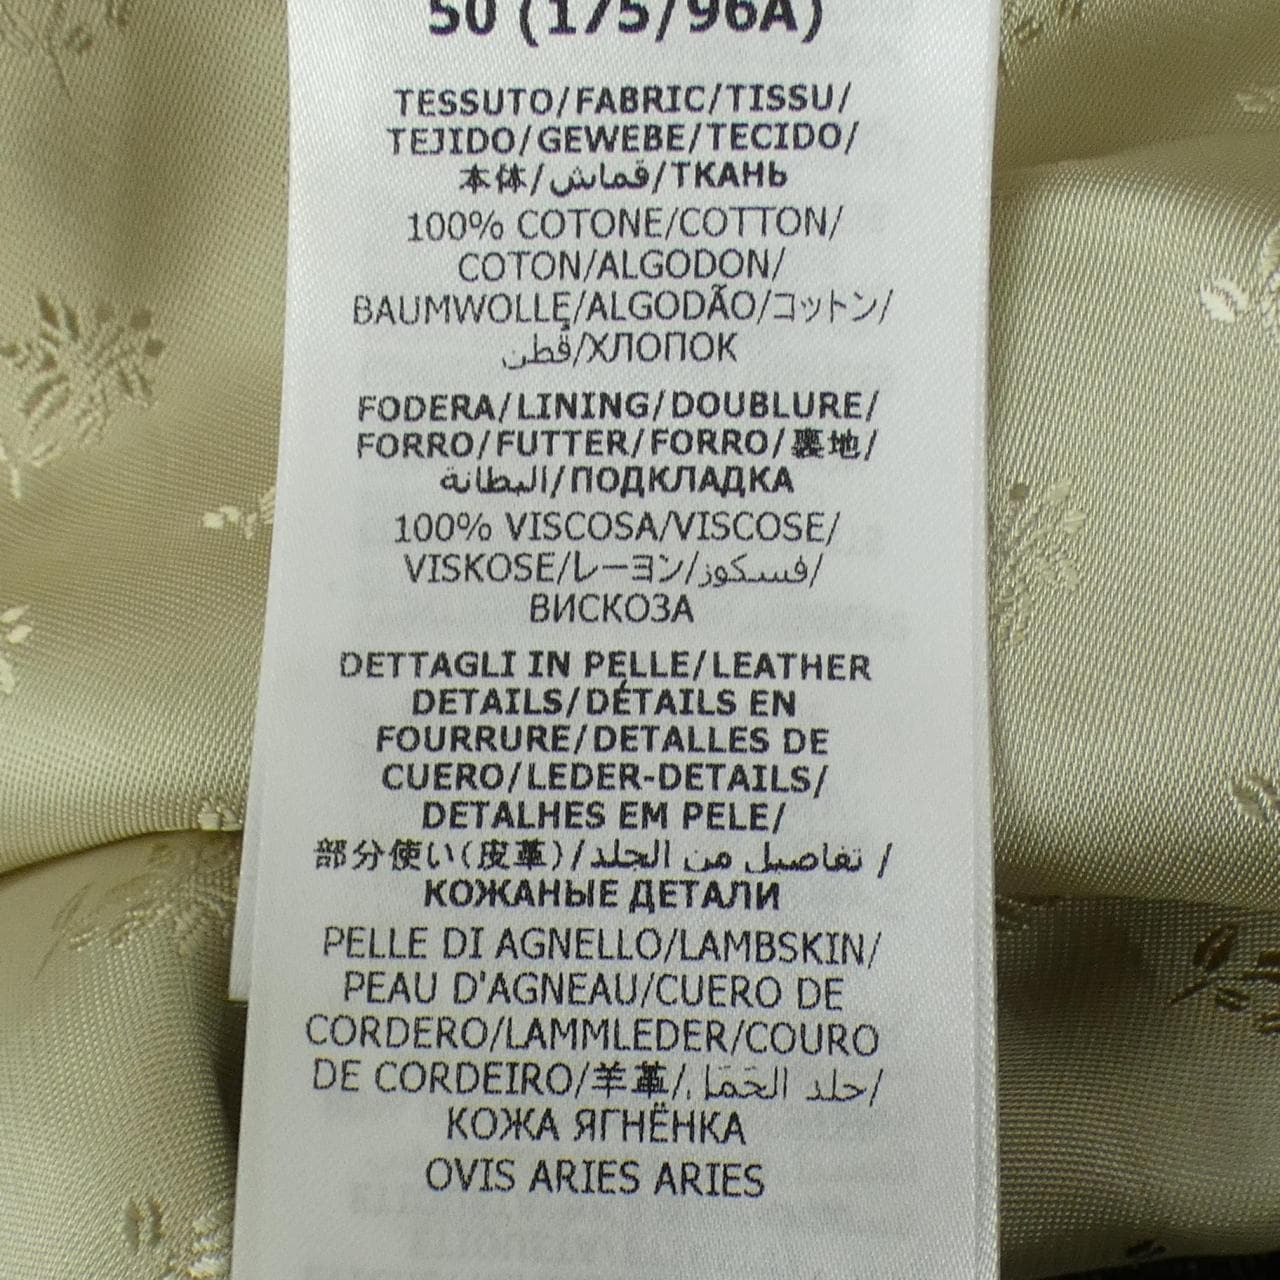 50 (175/96A)
TESSUTO/FABRIC/TISSU/
TEJIDO/GEWEBE/TECIDO/
本体/قماش/ТКАНЬ
100% COTONE/COTTON/
COTON/ALGODON/
BAUMWOLLE/ALGODÃO/コットン/
قطن/ХЛОПОК
FODERA/LINING/DOUBLURE/
FORRO/FUTTER/FORRO/裏地/
البطانة/ПОДКЛАДКА
100% VISCOSA/VISCOSE/
VISKOSE/レーヨン/فسكوز/
ВИСКОЗА
DETTAGLI IN PELLE/LEATHER
DETAILS/DÉTAILS EN
FOURRURE/DETALLES DE
CUERO/LEDER-DETAILS/
DETALHES EM PELE/
部分使い(皮革)/تفاصيل من الجلد /
КОЖАНЫЕ ДЕТАЛИ
PELLE DI AGNELLO/LAMBSKIN/
PEAU D'AGNEAU/CUERO DE
CORDERO/LAMMLEDER/COURO
DE CORDEIRO/羊革/جلد الحَمَل/
КОЖА ЯГНЁНКА
OVIS ARIES ARIES